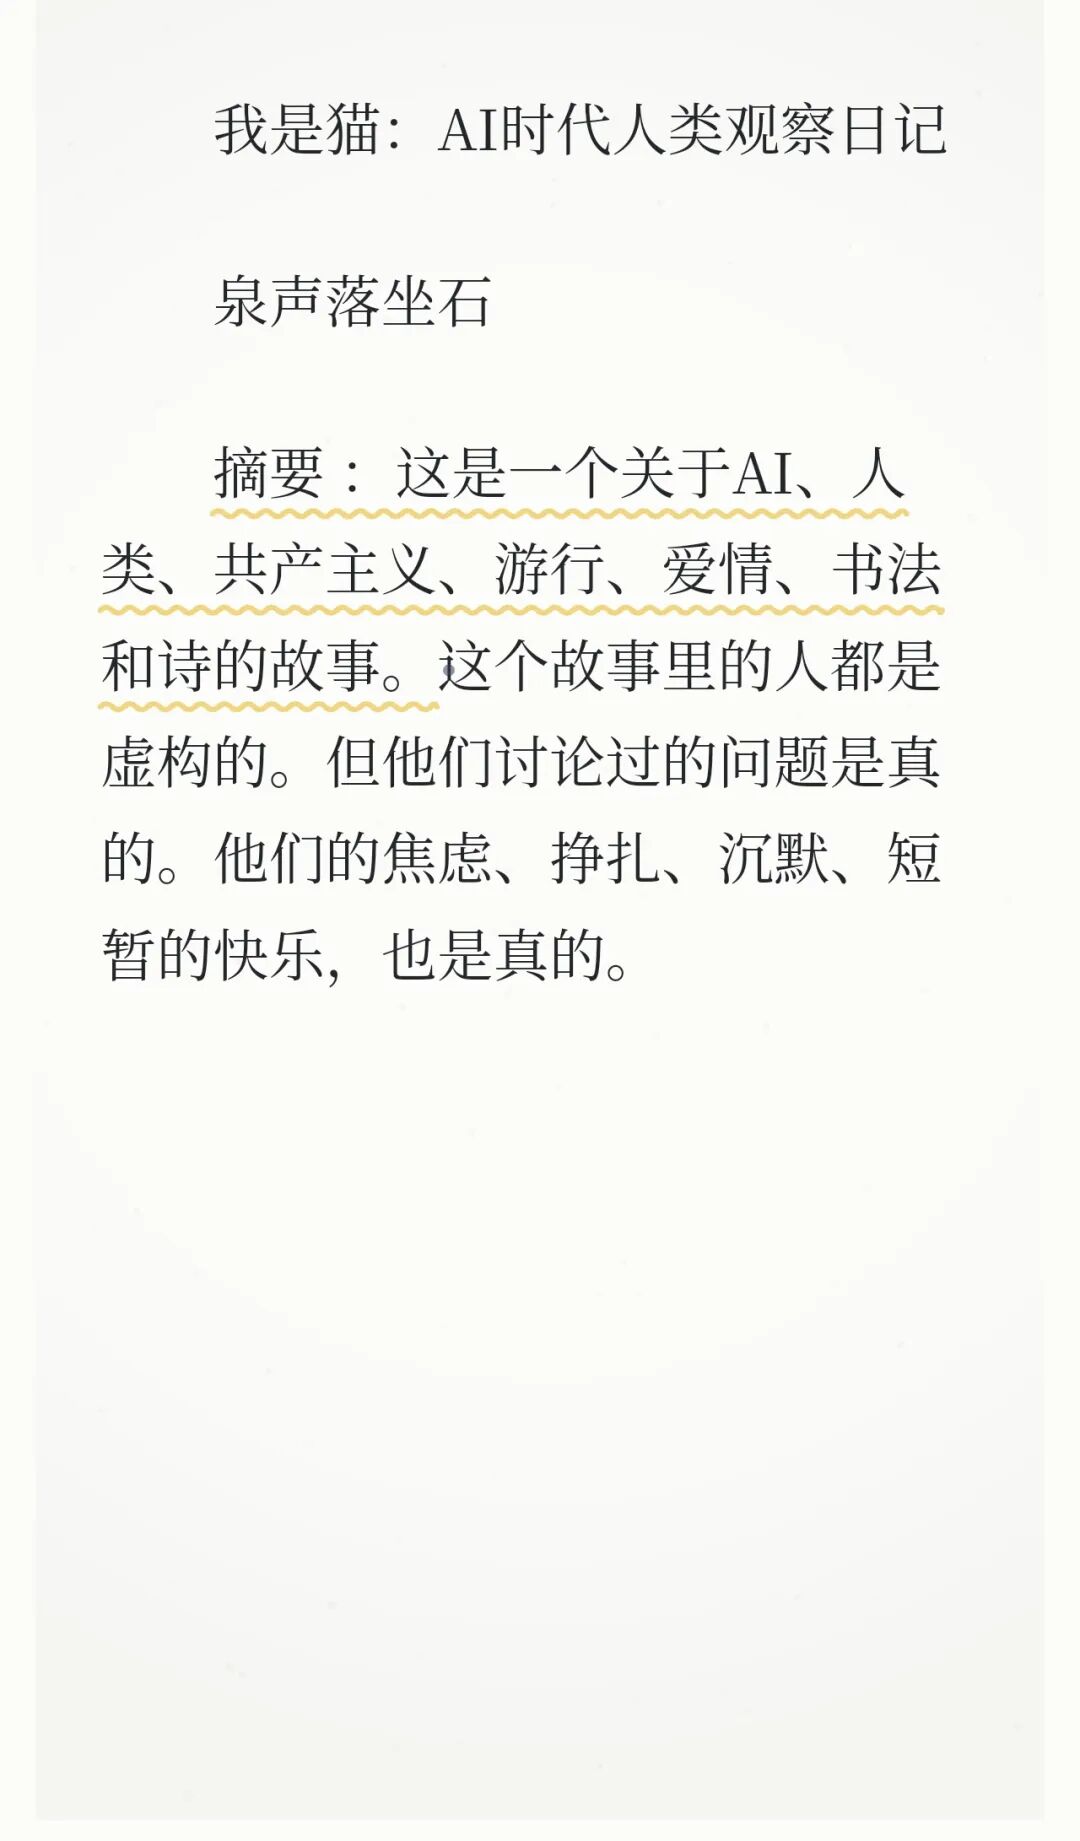 我是猫：AI时代人类观察日记
泉声落坐石
摘要：这是一个关于AI、人
类、共产主义、游行、爱情、书法
和诗的故事。这个故事里的人都是
虚构的。但他们讨论过的问题是真
的。他们的焦虑、挣扎、沉默、短
暂的快乐，也是真的。